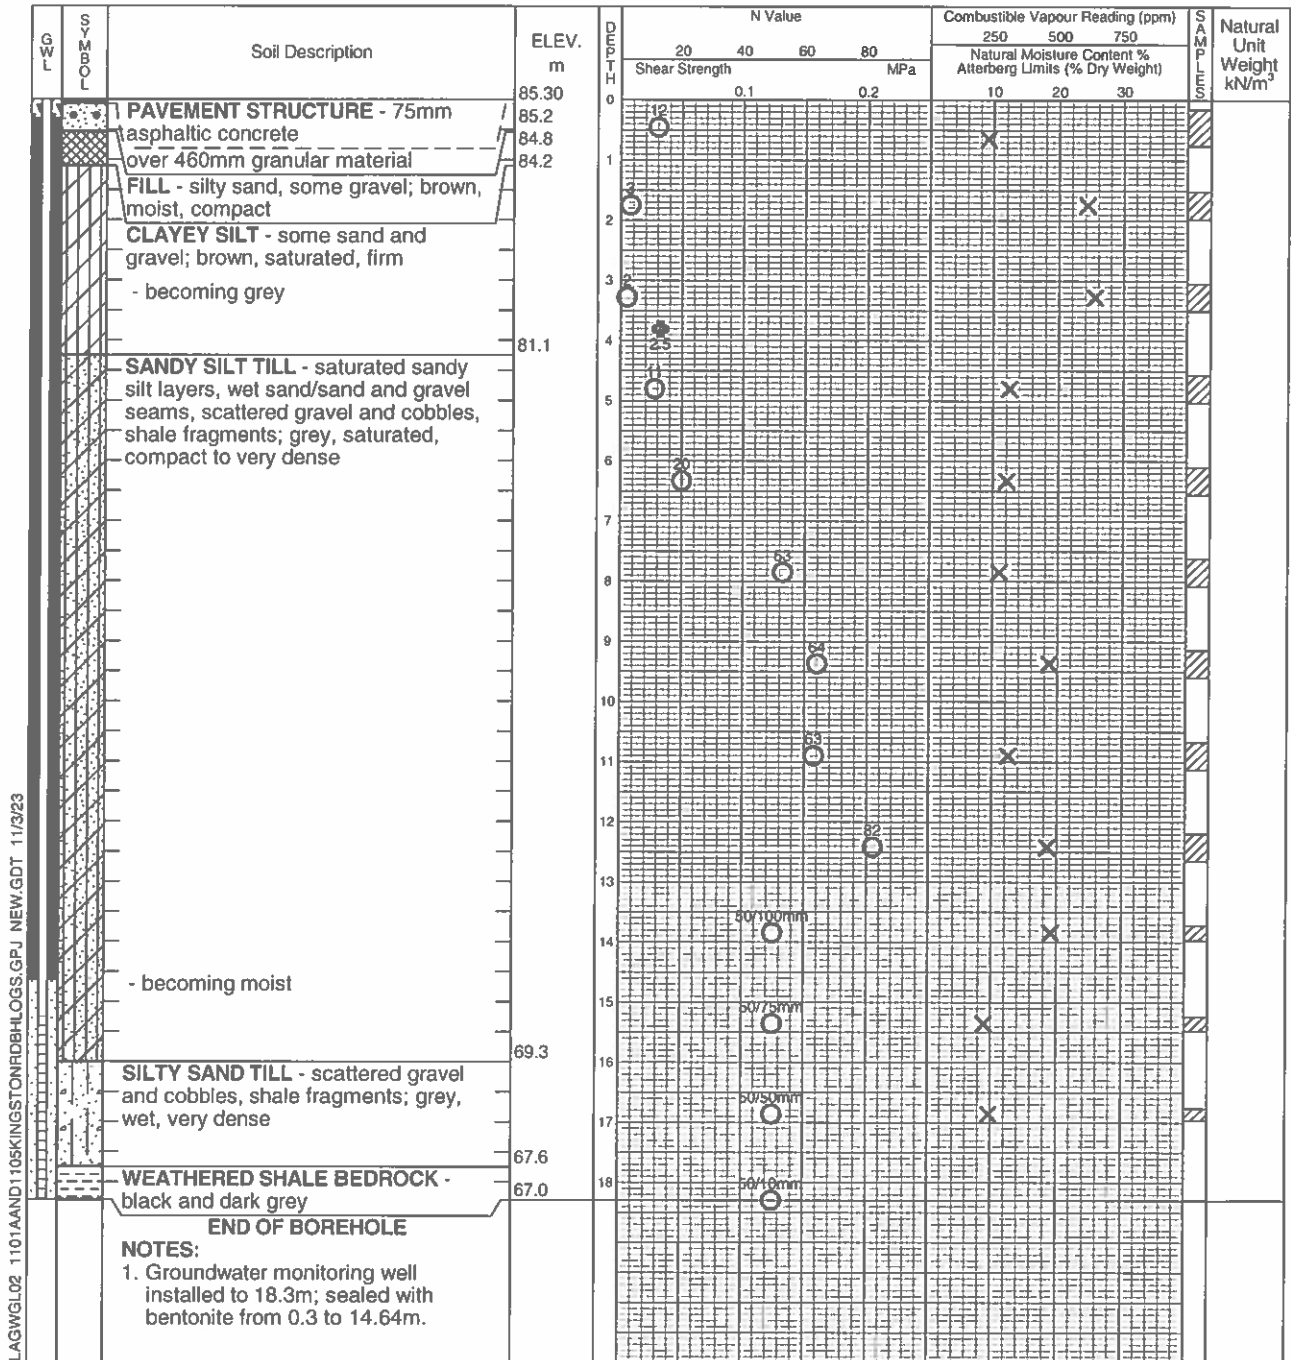 GWL
SYMBOL
Soil Description
ELEV.
m
DEPTH
N Value
20 40 60 80
Shear Strength MPa
0.1 0.2
Combustible Vapour Reading (ppm)
250 500 750
Natural Moisture Content %
Atterberg Limits (% Dry Weight)
10 20 30
SAMPLES
Natural
Unit
Weight
kN/m³
85.30
0
PAVEMENT STRUCTURE - 75mm
85.2
12
asphaltic concrete
84.8
over 460mm granular material
84.2
1
FILL - silty sand, some gravel; brown,
3
moist, compact
2
CLAYEY SILT - some sand and
gravel; brown, saturated, firm
3
2
- becoming grey
81.1
4
2.5
SANDY SILT TILL - saturated sandy
11
silt layers, wet sand/sand and gravel
5
seams, scattered gravel and cobbles,
shale fragments; grey, saturated,
compact to very dense
6
20
7
53
8
9
64
10
63
11
12
82
13
50/100mm
14
- becoming moist
15
50/75mm
69.3
16
SILTY SAND TILL - scattered gravel
and cobbles, shale fragments; grey,
50/50mm
wet, very dense
17
67.6
WEATHERED SHALE BEDROCK -
67.0
18
50/10mm
black and dark grey
END OF BOREHOLE
NOTES:
1. Groundwater monitoring well
installed to 18.3m; sealed with
bentonite from 0.3 to 14.64m.
LAGWGL02 1101AAND1105KINGSTONRDBHLOGS.GPJ NEW.GDT 11/3/23